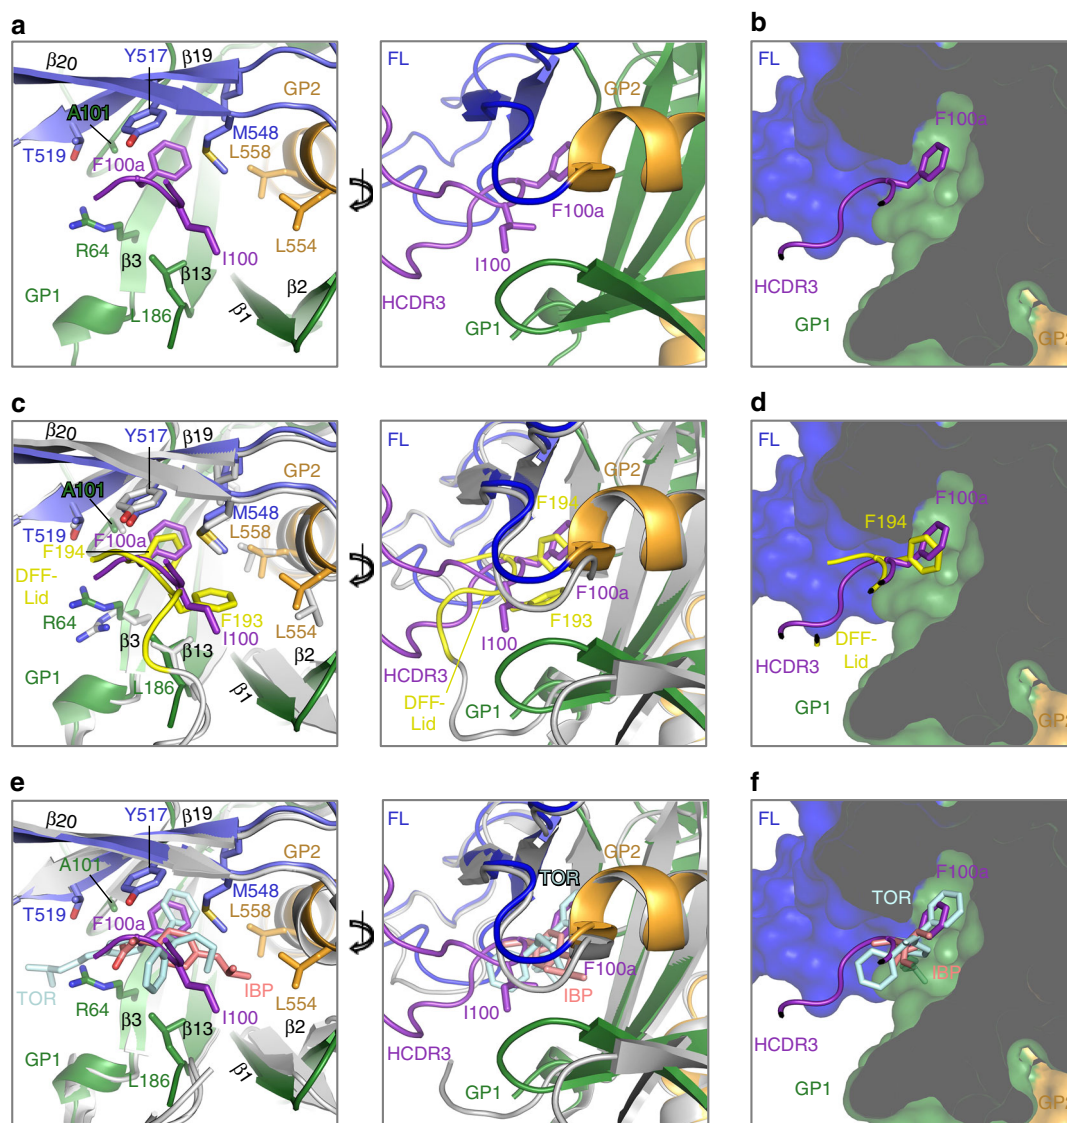 a
β20
Y517
β19
GP2
A101
M548
T519
F100a
L558
R64
L554
I100
β3
β13
β2
GP1
L186
β1
FL
GP2
F100a
I100
HCDR3
GP1
b
FL
F100a
HCDR3
GP1
GP2
c
β20
Y517
β19
GP2
A101
M548
T519
F100a
L558
F194
DFF-
Lid
R64
F193
I100
L554
β3
β13
β2
GP1
L186
β1
FL
GP2
F194
F100a
F193
I100
HCDR3
DFF-
Lid
GP1
d
FL
F100a
F194
DFF-
Lid
HCDR3
GP1
GP2
e
β20
Y517
β19
GP2
A101
M548
T519
F100a
L558
TOR
IBP
R64
L554
I100
β3
β13
β2
GP1
L186
β1
FL
GP2
TOR
F100a
IBP
I100
HCDR3
GP1
f
FL
F100a
TOR
IBP
HCDR3
GP1
GP2